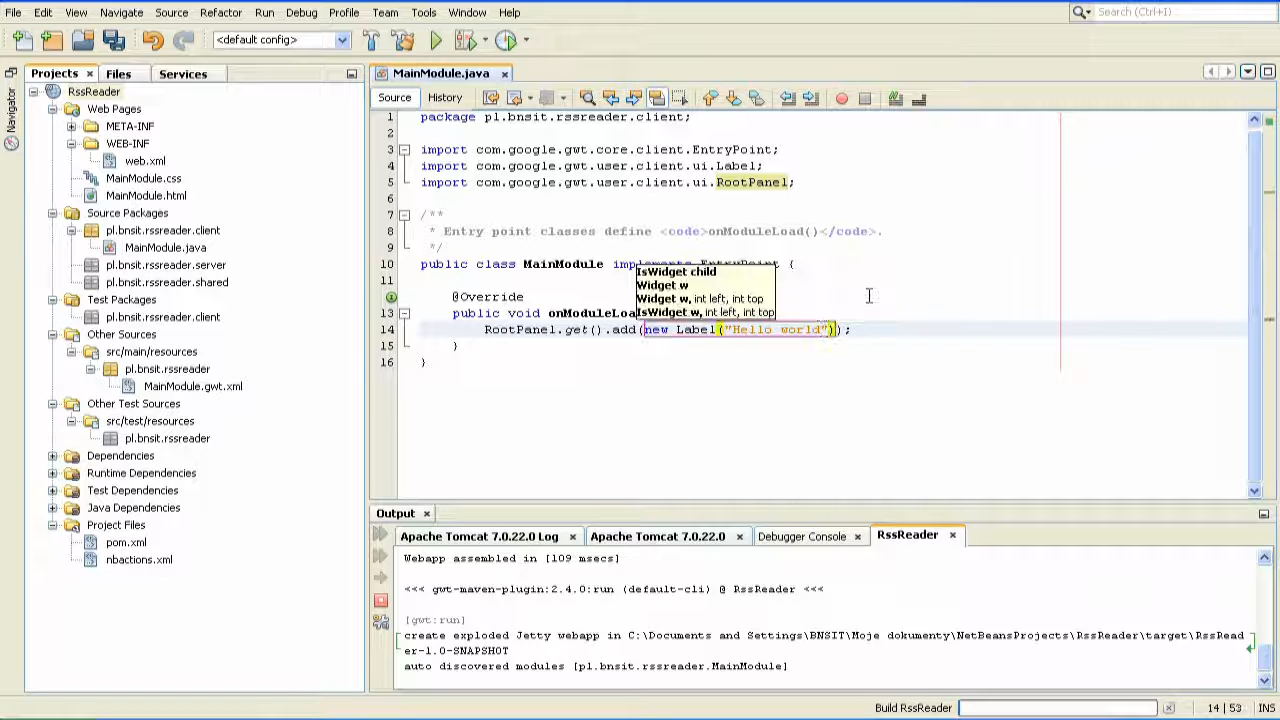 File Edit View Navigate Source Refactor Run Debug Profile Team Tools Window Help
Search (Ctrl+I)
<default config>
Projects Files Services
Navigator
RssReader
Web Pages
META-INF
WEB-INF
web.xml
MainModule.css
MainModule.html
Source Packages
pl.bnsit.rssreader.client
MainModule.java
pl.bnsit.rssreader.server
pl.bnsit.rssreader.shared
Test Packages
Other Sources
src/main/resources
pl.bnsit.rssreader
MainModule.gwt.xml
Other Test Sources
src/test/resources
pl.bnsit.rssreader
Dependencies
Runtime Dependencies
Test Dependencies
Java Dependencies
Project Files
pom.xml
nbactions.xml
MainModule.java
Source History
1 package pl.bnsit.rssreader.client;
2
3 import com.google.gwt.core.client.EntryPoint;
4 import com.google.gwt.user.client.ui.Label;
5 import com.google.gwt.user.client.ui.RootPanel;
6
7 /**
8 * Entry point classes define <code>onModuleLoad()</code>.
9 */
10 public class MainModule implements EntryPoint {
11
@Override
13 public void onModuleLoa
14 RootPanel.get().add(new Label("Hello world"));
15 }
16 }
IsWidget child
Widget w
Widget w, int left, int top
IsWidget w, int left, int top
Output
Apache Tomcat 7.0.22.0 Log Apache Tomcat 7.0.22.0 Debugger Console RssReader
Webapp assembled in [109 msecs]
<<< gwt-maven-plugin:2.4.0:run (default-cli) @ RssReader <<<
[gwt:run]
create exploded Jetty webapp in C:\Documents and Settings\BNSIT\Moje dokumenty\NetBeansProjects\RssReader\target\RssRead
er-1.0-SNAPSHOT
auto discovered modules [pl.bnsit.rssreader.MainModule]
Build RssReader 14 | 53 INS